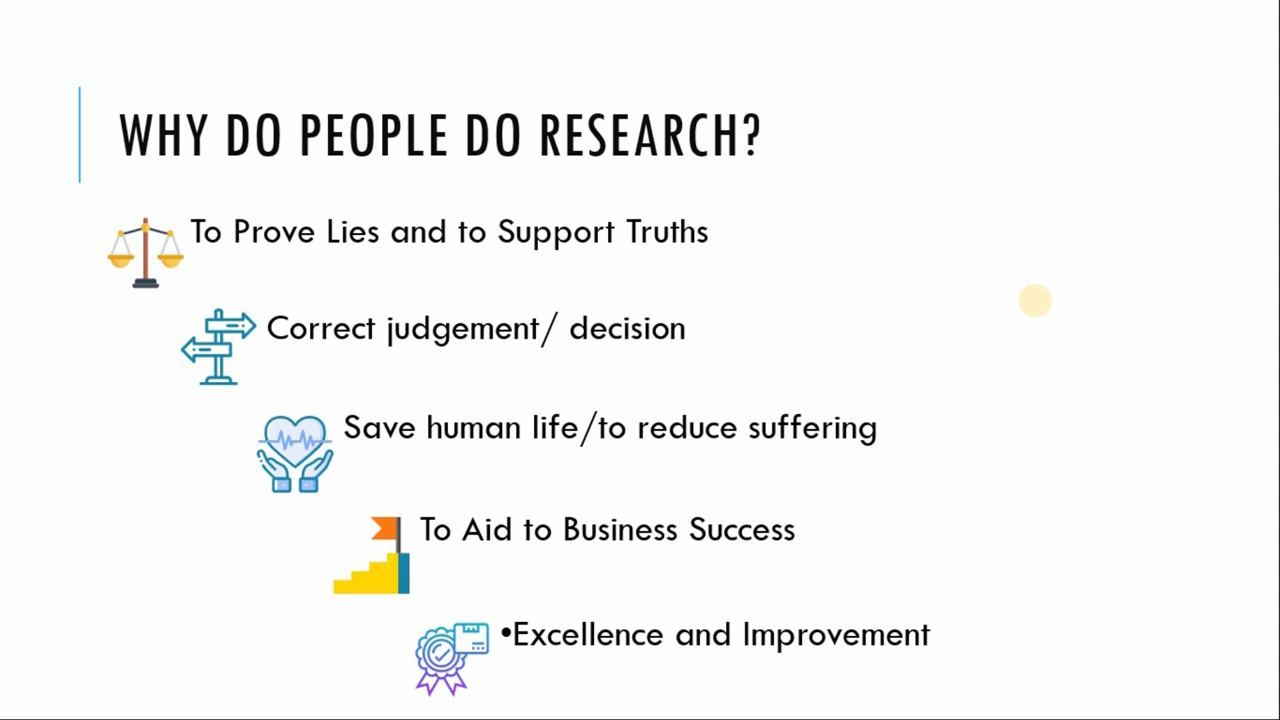 WHY DO PEOPLE DO RESEARCH?
To Prove Lies and to Support Truths
Correct judgement/ decision
Save human life/to reduce suffering
To Aid to Business Success
•Excellence and Improvement